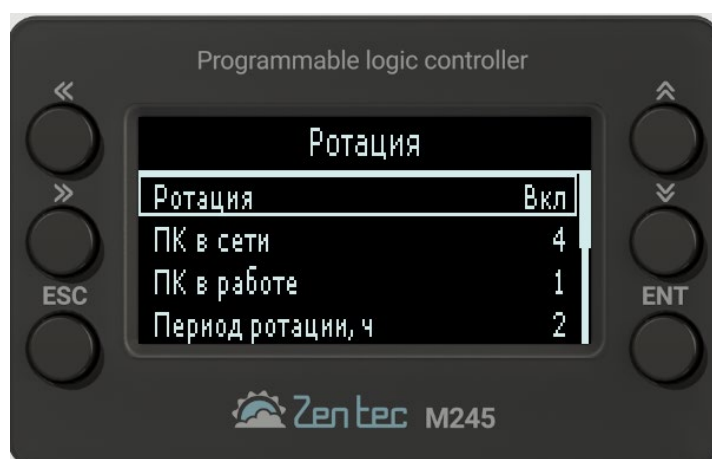 Programmable logic controller
«
»
ESC
Ротация
Ротация Вкл
ПК в сети 4
ПК в работе 1
Период ротации, ч 2
ENT
Zentec M245